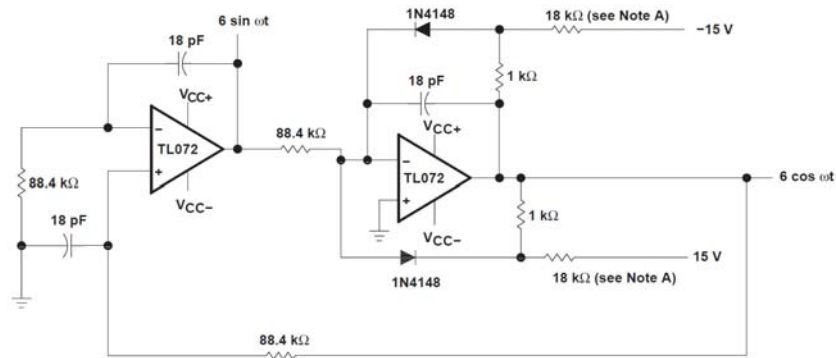 6 sin ωt
1N4148
18 kΩ (see Note A)
−15 V
18 pF
1 kΩ
18 pF
VCC+
−
TL072
+
VCC−
88.4 kΩ
VCC+
−
TL072
+
VCC−
6 cos ωt
88.4 kΩ
18 pF
1 kΩ
15 V
1N4148
18 kΩ (see Note A)
88.4 kΩ